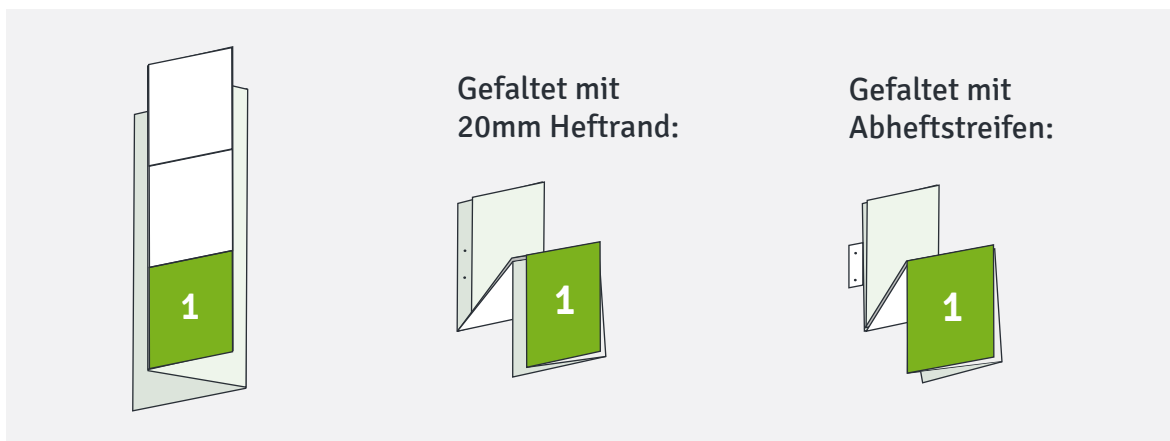 Gefaltet mit
20mm Heftrand:
Gefaltet mit
Abheftstreifen:
1
1
1